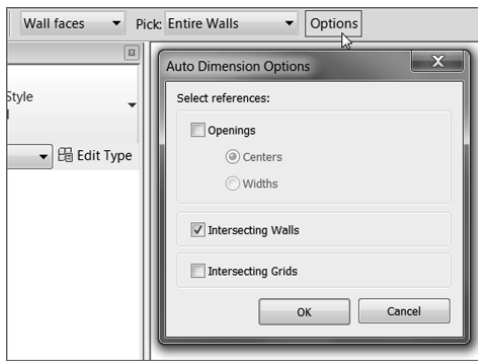 Wall faces Pick: Entire Walls Options
Auto Dimension Options
Style
Select references:
Openings
Centers
Edit Type
Widths
Intersecting Walls
Intersecting Grids
OK Cancel